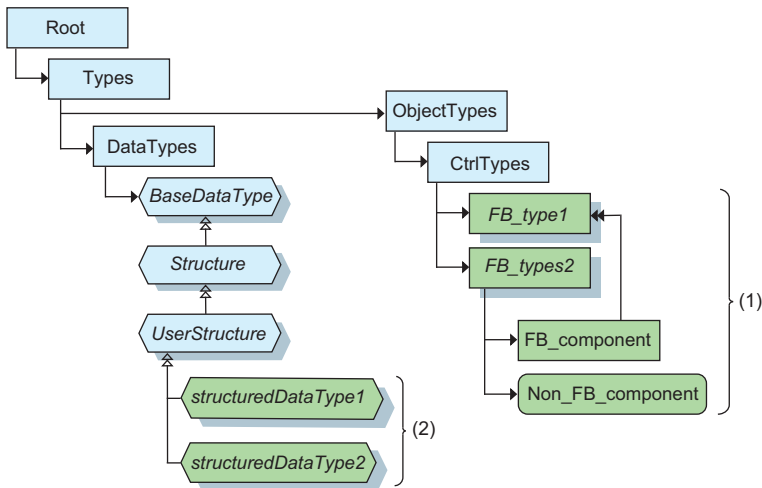 Root
Types
ObjectTypes
DataTypes
CtrlTypes
BaseDataType
FB_type1
Structure
FB_types2
(1)
UserStructure
FB_component
structuredDataType1
Non_FB_component
(2)
structuredDataType2